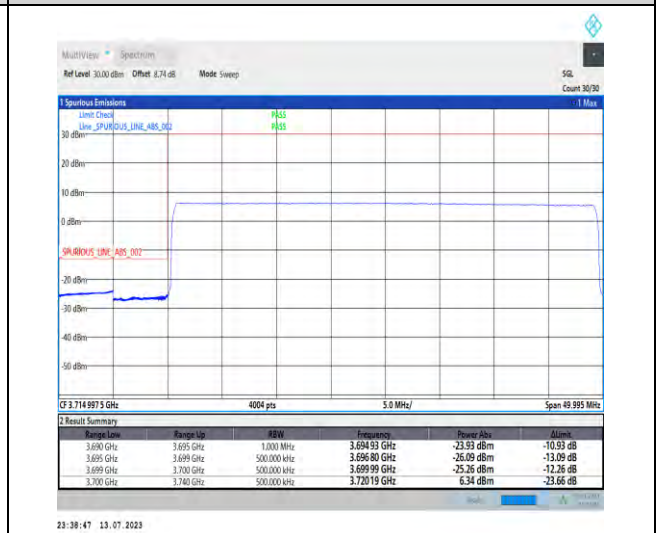 MultiView Spectrum
Ref Level 30.00 dBm Offset 8.74 dB Mode Sweep SGL
Count 30/30
1 Spurious Emissions 1 Max
Limit Check PASS
Line _SPURIOUS_LINE_ABS_002 PASS
30 dBm
20 dBm
10 dBm
0 dBm
_SPURIOUS_LINE_ABS_002
-20 dBm
-30 dBm
-40 dBm
-50 dBm
CF 3.714 997 5 GHz 4004 pts 5.0 MHz/ Span 49.995 MHz
2 Result Summary
Range Low Range Up RBW Frequency Power Abs ΔLimit
3.690 GHz 3.695 GHz 1.000 MHz 3.694 93 GHz -23.93 dBm -10.93 dB
3.695 GHz 3.699 GHz 500.000 kHz 3.696 80 GHz -26.09 dBm -13.09 dB
3.699 GHz 3.700 GHz 500.000 kHz 3.699 99 GHz -25.26 dBm -12.26 dB
3.700 GHz 3.740 GHz 500.000 kHz 3.720 19 GHz 6.34 dBm -23.66 dB
23:38:47 13.07.2023